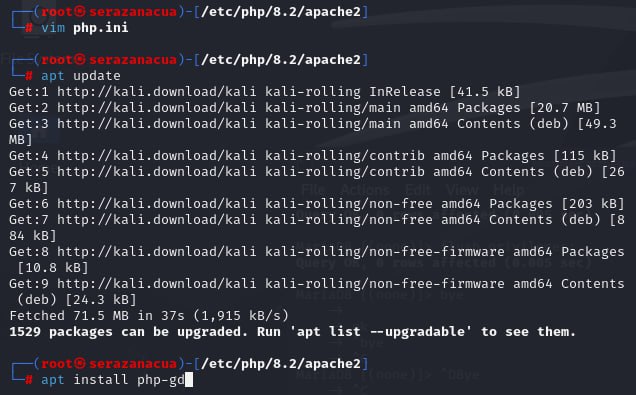 ┌──(root㉿serazanacua)-[/etc/php/8.2/apache2]
└─# vim php.ini
┌──(root㉿serazanacua)-[/etc/php/8.2/apache2]
└─# apt update
Get:1 http://kali.download/kali kali-rolling InRelease [41.5 kB]
Get:2 http://kali.download/kali kali-rolling/main amd64 Packages [20.7 MB]
Get:3 http://kali.download/kali kali-rolling/main amd64 Contents (deb) [49.3
MB]
Get:4 http://kali.download/kali kali-rolling/contrib amd64 Packages [115 kB]
Get:5 http://kali.download/kali kali-rolling/contrib amd64 Contents (deb) [26
7 kB]
Get:6 http://kali.download/kali kali-rolling/non-free amd64 Packages [203 kB]
Get:7 http://kali.download/kali kali-rolling/non-free amd64 Contents (deb) [8
84 kB]
Get:8 http://kali.download/kali kali-rolling/non-free-firmware amd64 Packages
 [10.8 kB]
Get:9 http://kali.download/kali kali-rolling/non-free-firmware amd64 Contents
 (deb) [24.3 kB]
Fetched 71.5 MB in 37s (1,915 kB/s)
1529 packages can be upgraded. Run 'apt list --upgradable' to see them.
┌──(root㉿serazanacua)-[/etc/php/8.2/apache2]
└─# apt install php-gd